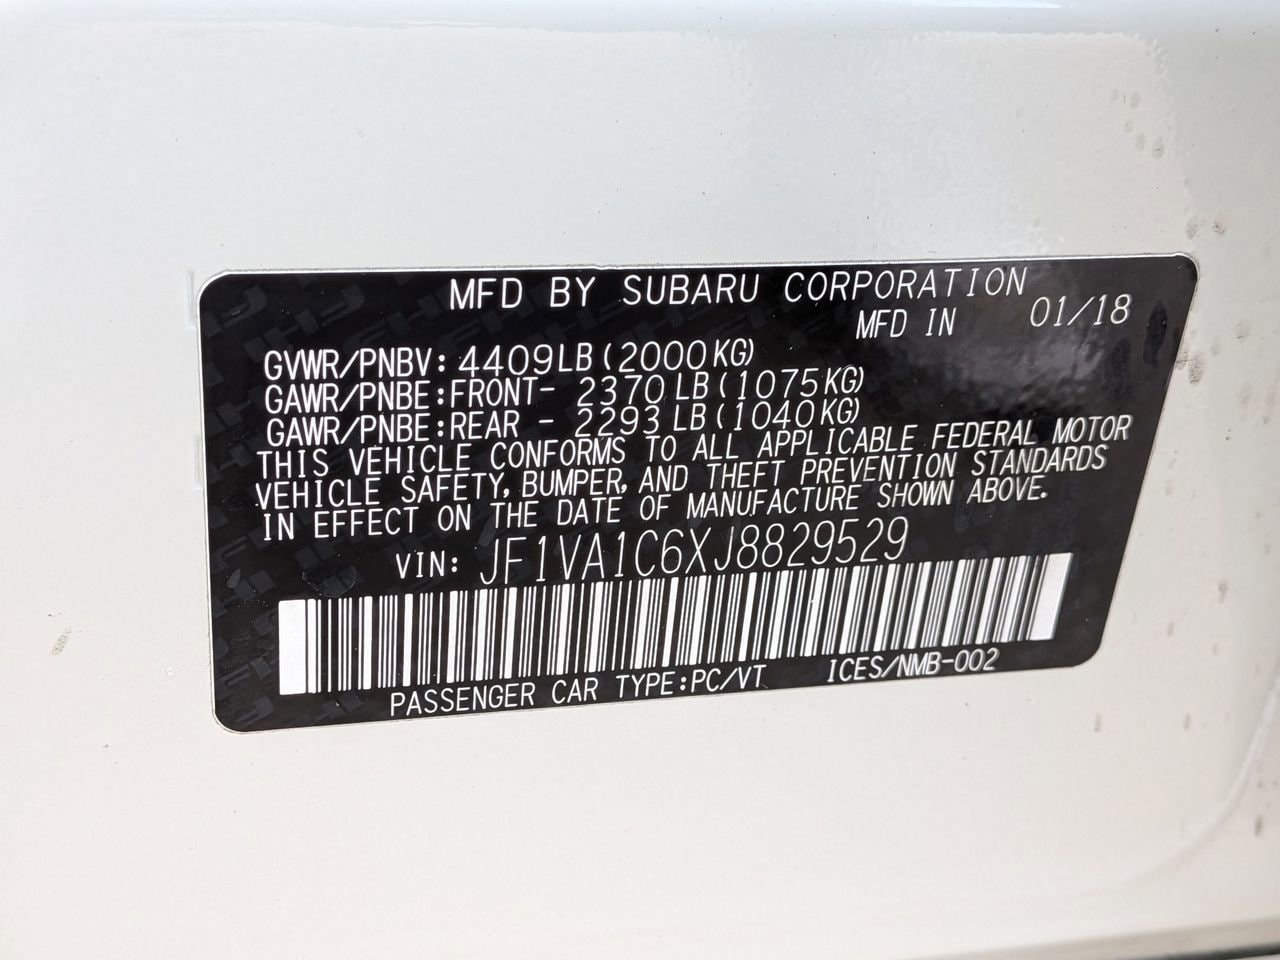 MFD BY SUBARU CORPORATION
MFD IN 01/18
GVWR/PNBV: 4409LB(2000KG)
GAWR/PNBE:FRONT- 2370LB(1075KG)
GAWR/PNBE:REAR - 2293LB(1040KG)
THIS VEHICLE CONFORMS TO ALL APPLICABLE FEDERAL MOTOR
VEHICLE SAFETY, BUMPER, AND THEFT PREVENTION STANDARDS
IN EFFECT ON THE DATE OF MANUFACTURE SHOWN ABOVE.
VIN: JF1VA1C6XJ8829529
PASSENGER CAR TYPE:PC/VT ICES/NMB-002